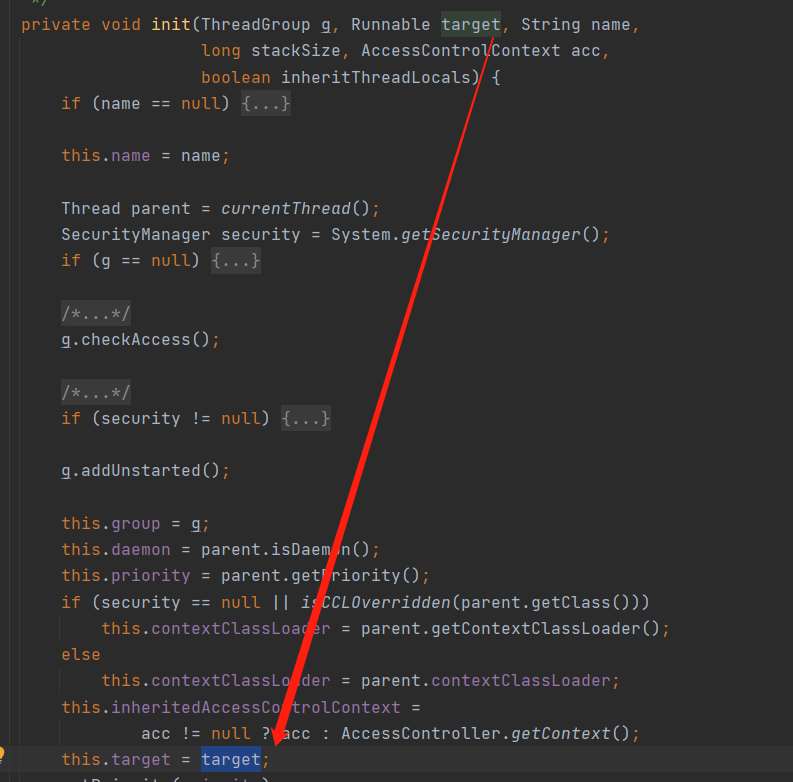 */
private void init(ThreadGroup g, Runnable target, String name,
long stackSize, AccessControlContext acc,
boolean inheritThreadLocals) {
if (name == null) {...}
this.name = name;
Thread parent = currentThread();
SecurityManager security = System.getSecurityManager();
if (g == null) {...}
/*...*/
g.checkAccess();
/*...*/
if (security != null) {...}
g.addUnstarted();
this.group = g;
this.daemon = parent.isDaemon();
this.priority = parent.getPriority();
if (security == null || isCCLOverridden(parent.getClass()))
this.contextClassLoader = parent.getContextClassLoader();
else
this.contextClassLoader = parent.contextClassLoader;
this.inheritedAccessControlContext =
acc != null ? acc : AccessController.getContext();
this.target = target;